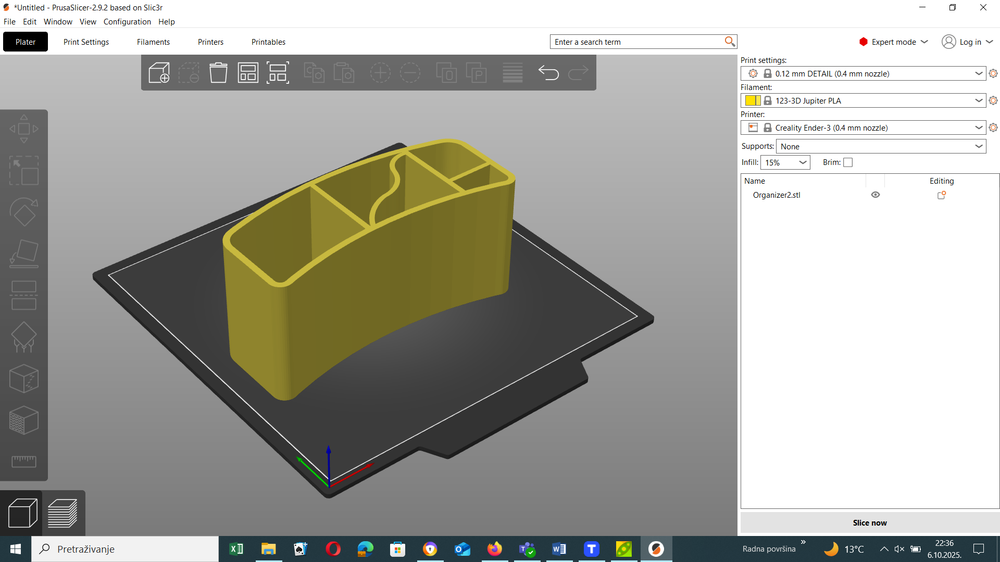 *Untitled - PrusaSlicer-2.9.2 based on Slic3r
File Edit Window View Configuration Help
Plater Print Settings Filaments Printers Printables Enter a search term Expert mode Log in
Print settings:
0.12 mm DETAIL (0.4 mm nozzle)
Filament:
123-3D Jupiter PLA
Printer:
Creality Ender-3 (0.4 mm nozzle)
Supports: None
Infill: 15% Brim:
Name Editing
Organizer2.stl
Slice now
Pretraživanje
Radna površina
13°C
22:36
6.10.2025.